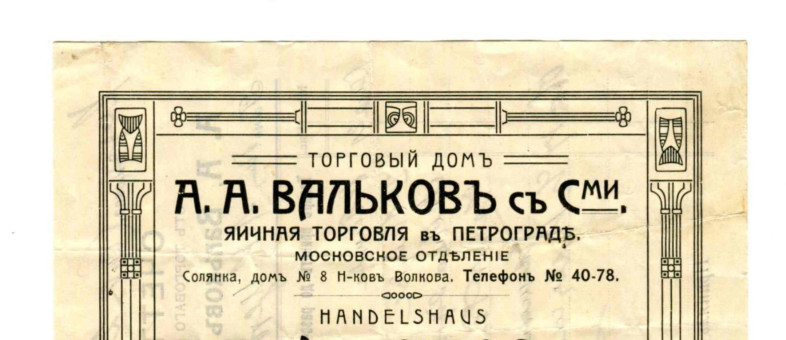 ТОРГОВЫЙ ДОМЪ
А. А. ВАЛЬКОВЪ съ Сми.
ЯИЧНАЯ ТОРГОВЛЯ въ ПЕТРОГРАДѢ.
МОСКОВСКОЕ ОТДѢЛЕНІЕ
Солянка, домъ № 8 Н-ковъ Волкова. Телефонъ № 40-78.
HANDELSHAUS